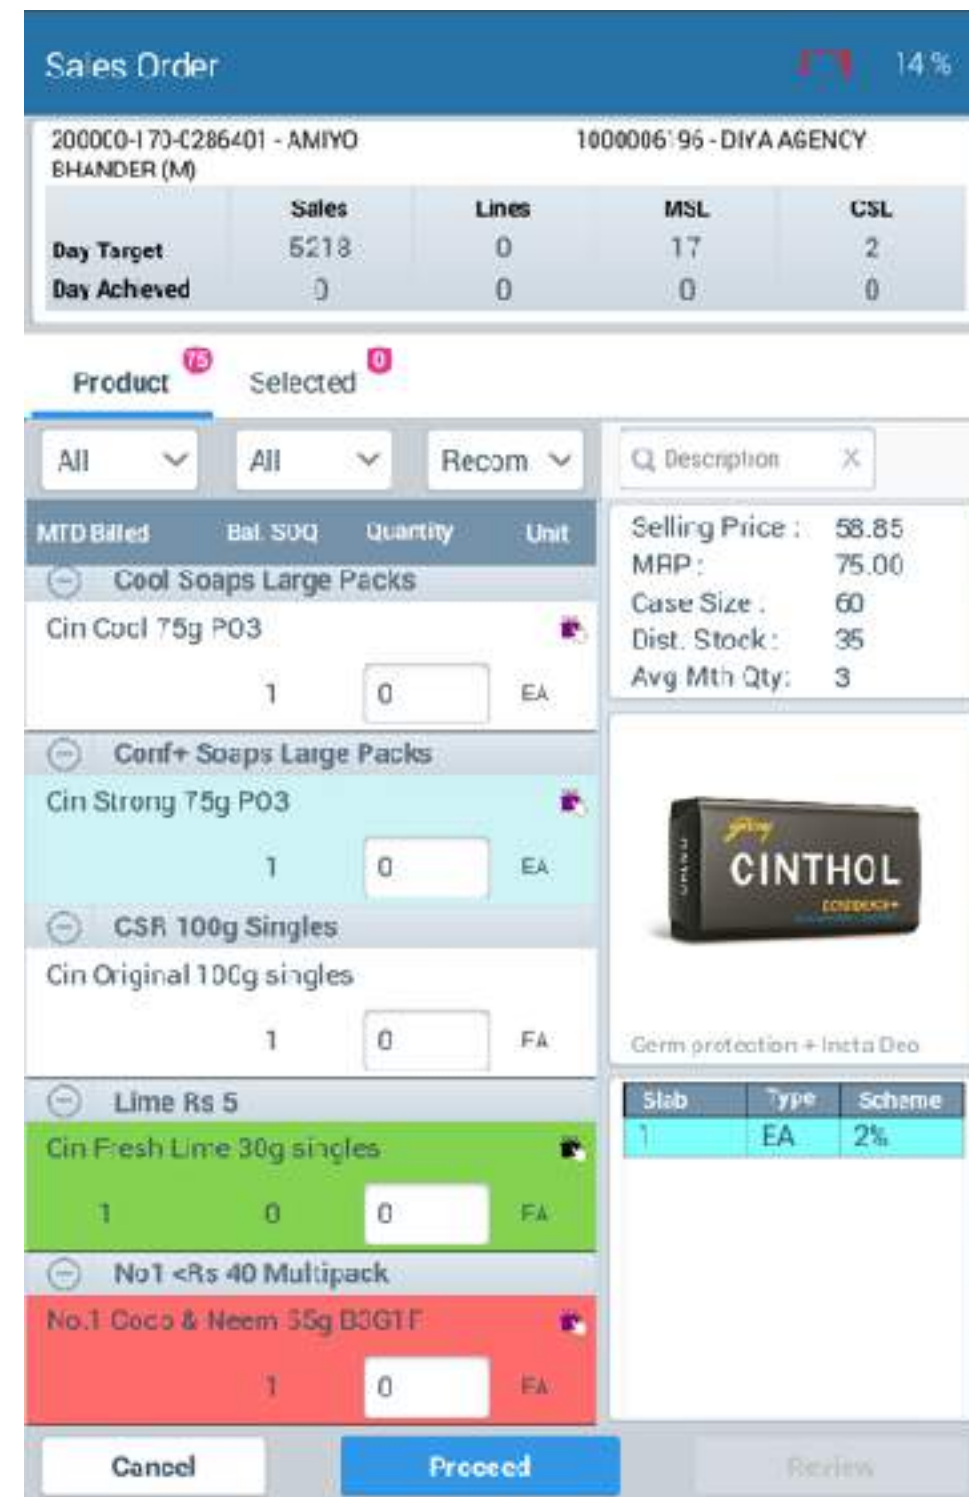 Sales Order 14 %
200000-170-0286401 - AMIYO BHANDER (M)
1000006196 - DIYA AGENCY
Sales Lines MSL CSL
Day Target 5218 0 17 2
Day Achieved 0 0 0 0
Product 75 Selected 0
All All Recom Description X
MTD Billed Bal. SOQ Quantity Unit
Cool Soaps Large Packs
Cin Cool 75g PO3
1 0 EA
Conf+ Soaps Large Packs
Cin Strong 75g PO3
1 0 EA
CSR 100g Singles
Cin Original 100g singles
1 0 EA
Lime Rs 5
Cin Fresh Lime 30g singles
1 0 0 EA
No1 <Rs 40 Multipack
No.1 Coco & Neem
1 0 EA
Selling Price : 58.85
MRP : 75.00
Case Size : 60
Dist. Stock : 35
Avg Mth Qty: 3
godrej
CINTHOL
Germ protection + Insta Deo
Slab Type Scheme
1 EA 2%
Cancel Proceed Review